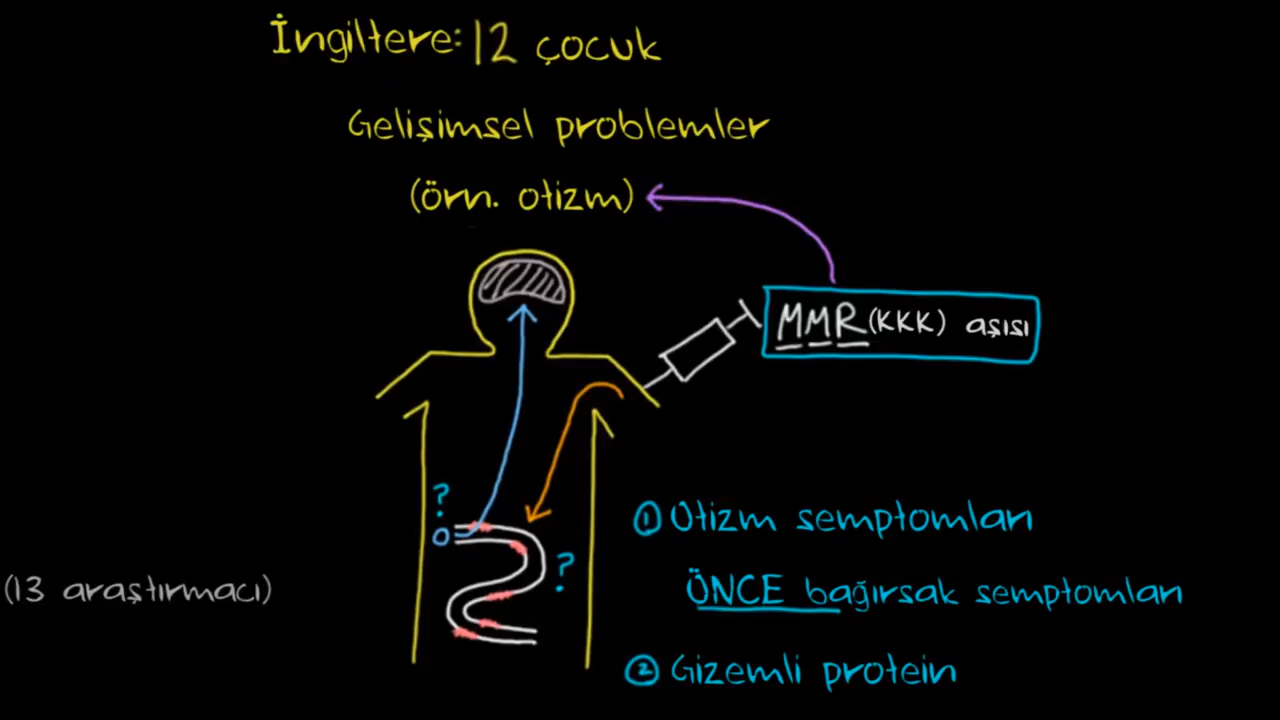 İngiltere: 12 çocuk
Gelişimsel problemler
(örn. otizm)
MMR (KKK) aşısı
?
?
① Otizm semptomları
ÖNCE bağırsak semptomları
(13 araştırmacı)
② Gizemli protein